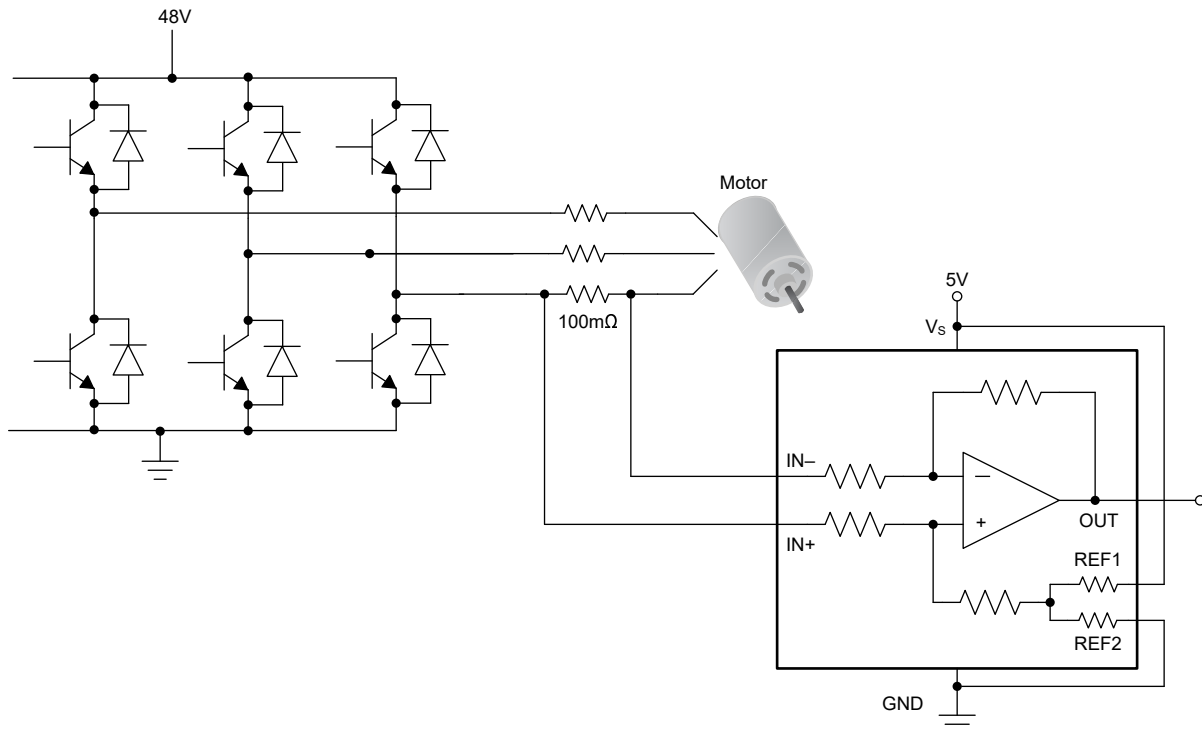 48V
Motor
100mΩ
5V
VS
IN–
IN+
–
+
OUT
REF1
REF2
GND